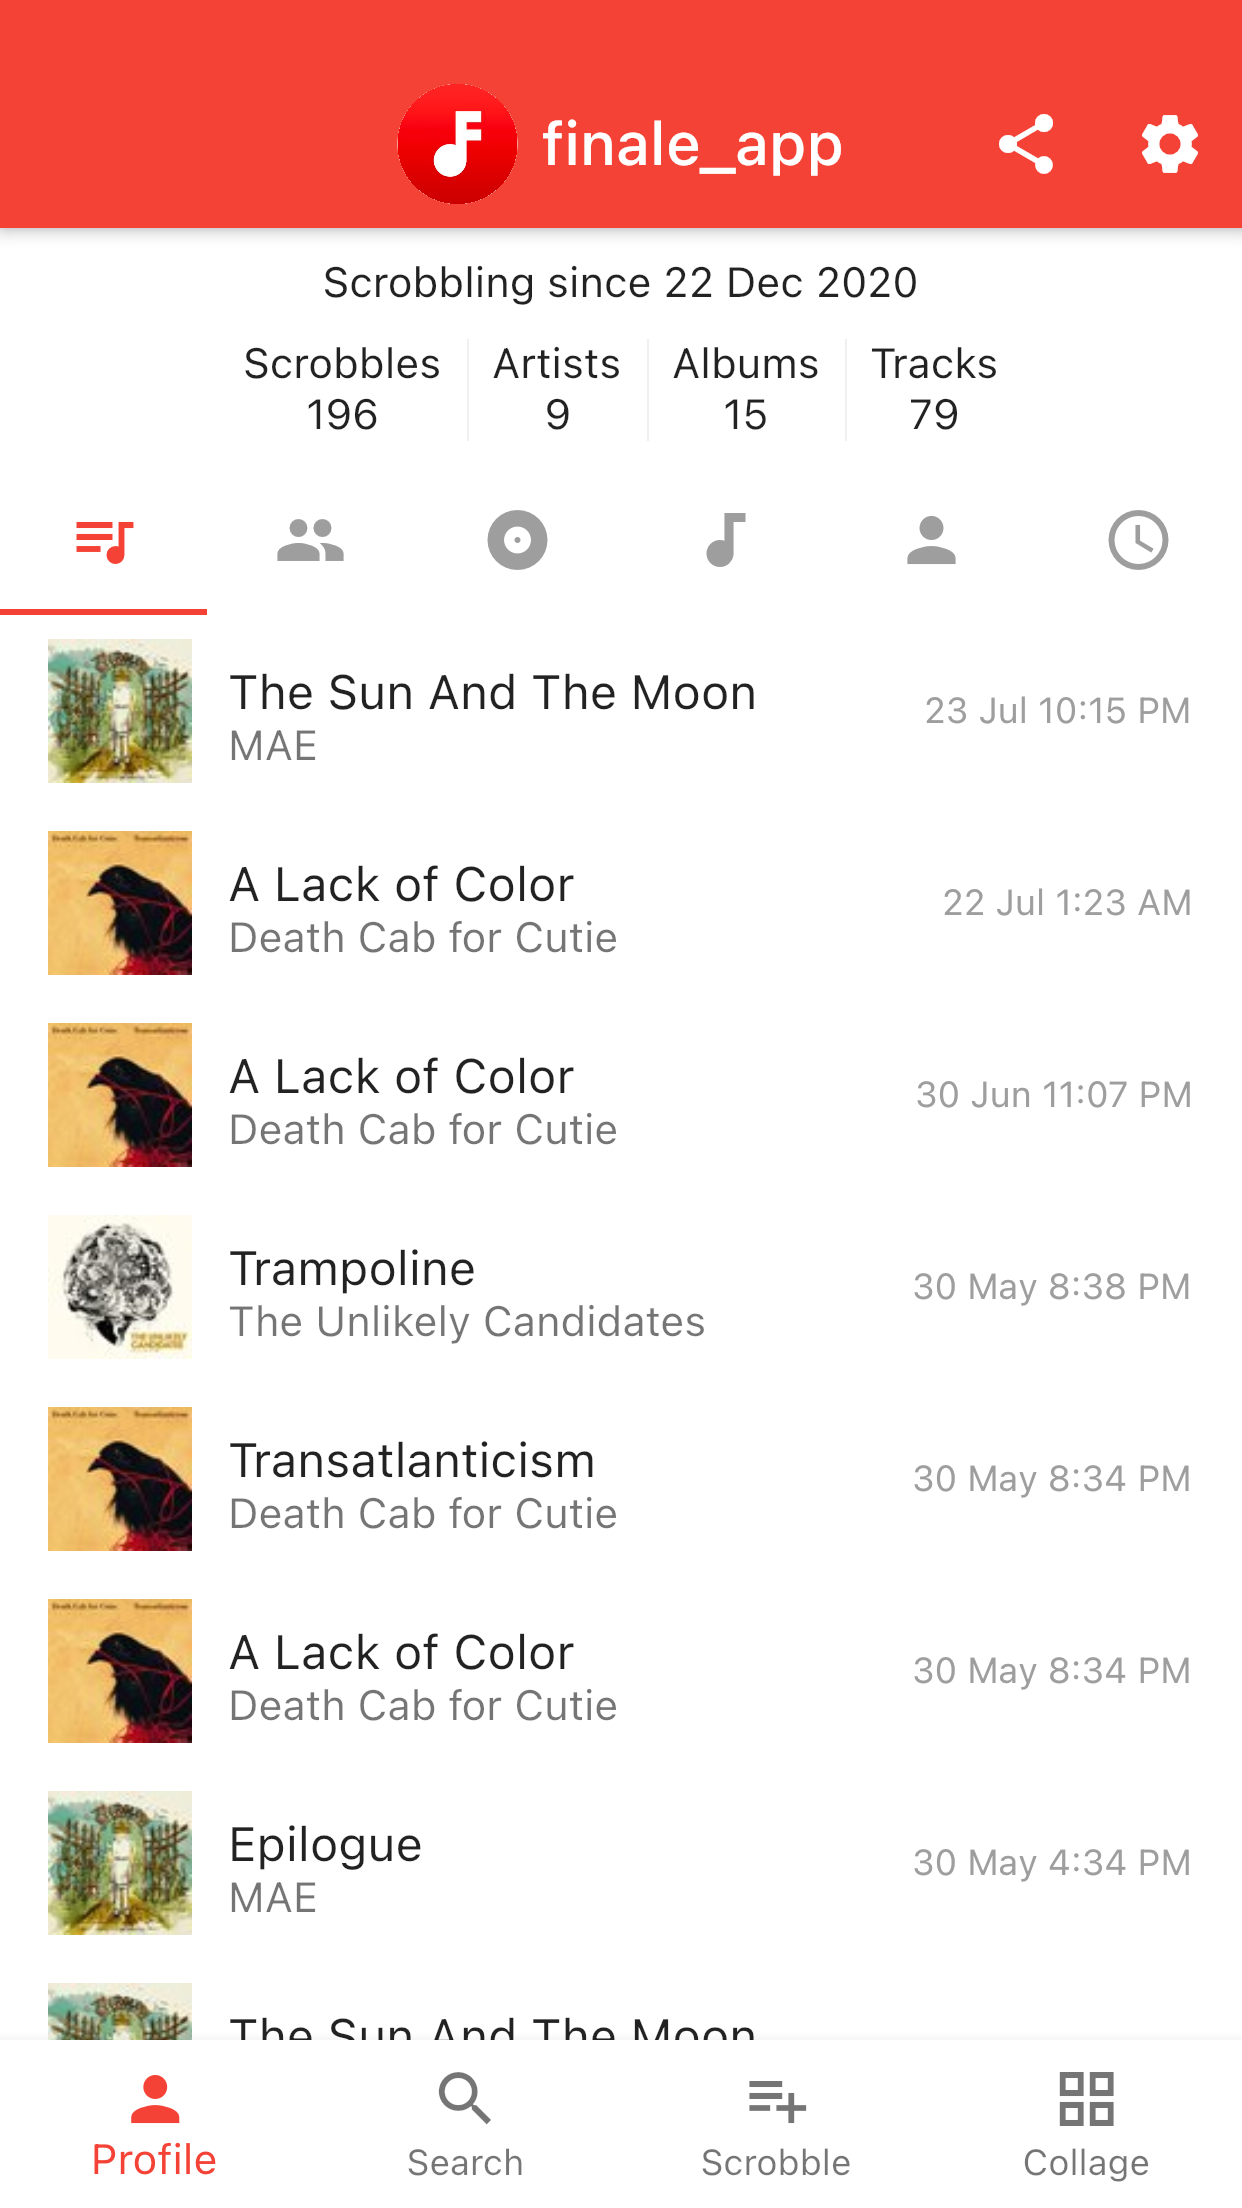 finale_app
Scrobbling since 22 Dec 2020
Scrobbles Artists Albums Tracks
196 9 15 79
The Sun And The Moon
MAE
23 Jul 10:15 PM
A Lack of Color
Death Cab for Cutie
22 Jul 1:23 AM
A Lack of Color
Death Cab for Cutie
30 Jun 11:07 PM
Trampoline
The Unlikely Candidates
30 May 8:38 PM
THE UNLIKELY
CANDIDATES
Transatlanticism
Death Cab for Cutie
30 May 8:34 PM
A Lack of Color
Death Cab for Cutie
30 May 8:34 PM
Epilogue
MAE
30 May 4:34 PM
The Sun And The Moon
Profile Search Scrobble Collage